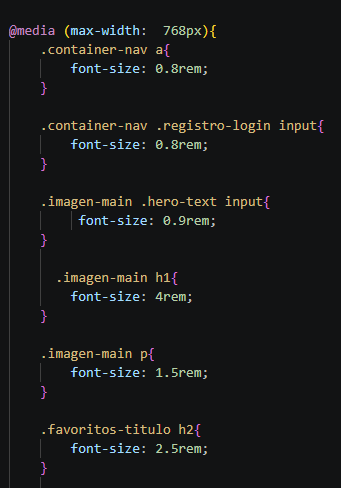 @media (max-width:  768px){
    .container-nav a{
        font-size: 0.8rem;
    }

    .container-nav .registro-login input{
        font-size: 0.8rem;
    }

    .imagen-main .hero-text input{
         font-size: 0.9rem;
    }

      .imagen-main h1{
        font-size: 4rem;
    }

    .imagen-main p{
        font-size: 1.5rem;
    }

    .favoritos-titulo h2{
        font-size: 2.5rem;
    }